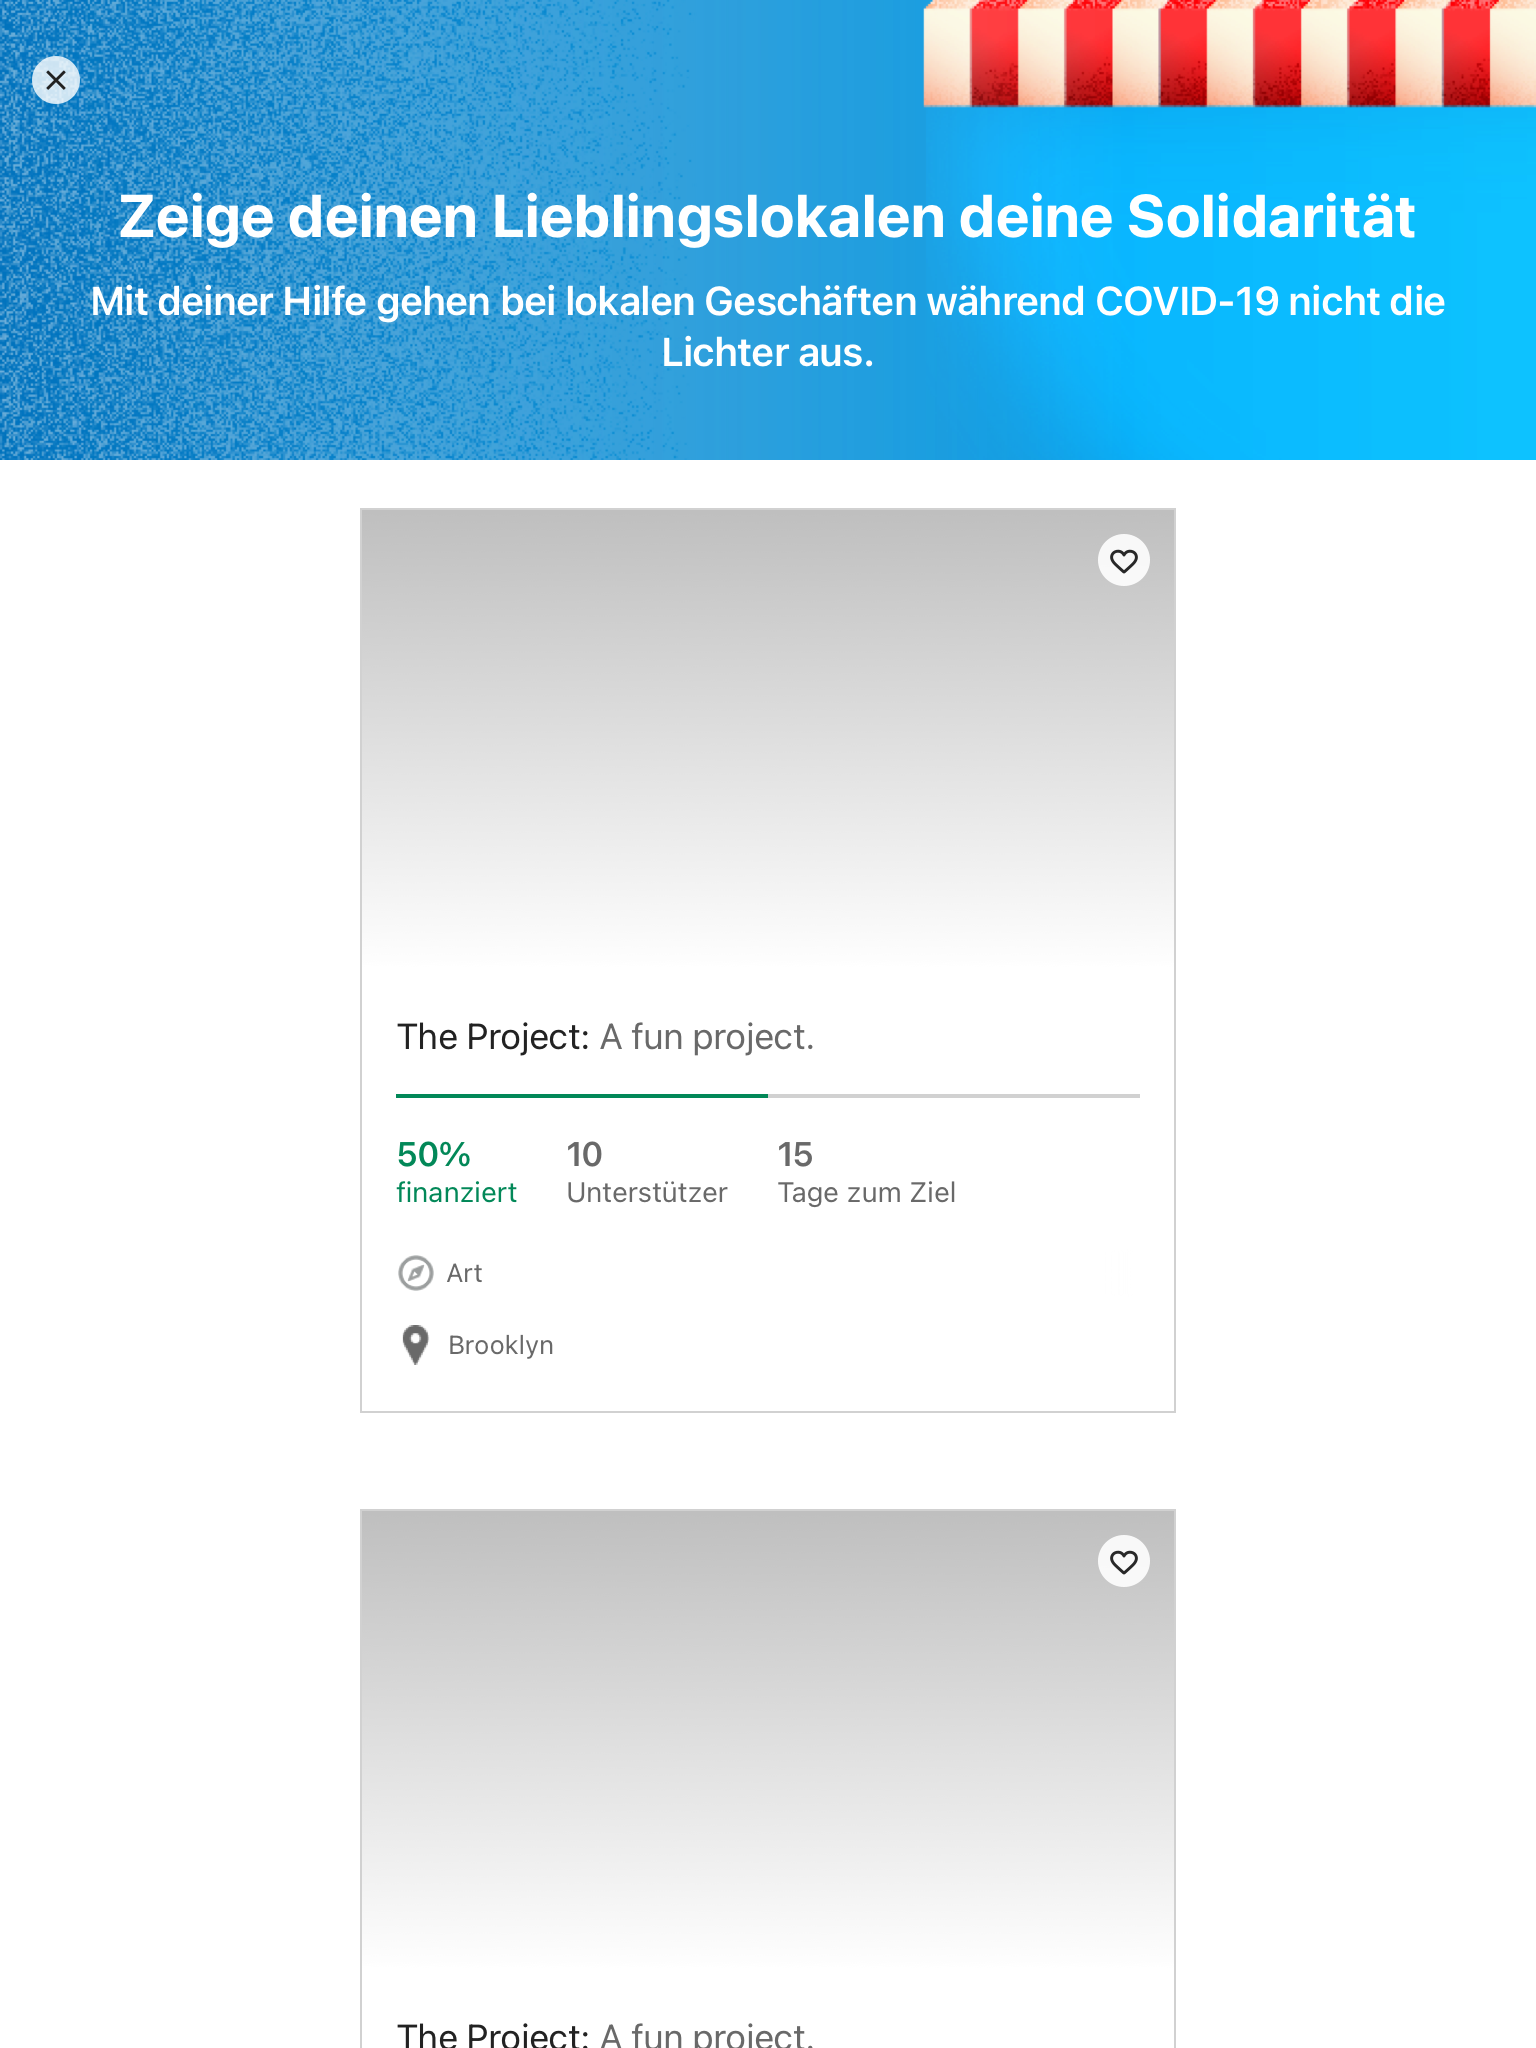 Zeige deinen Lieblingslokalen deine Solidarität
Mit deiner Hilfe gehen bei lokalen Geschäften während COVID-19 nicht die
Lichter aus.
The Project: A fun project.
50% 10 15
finanziert Unterstützer Tage zum Ziel
Art
Brooklyn
The Project: A fun project.